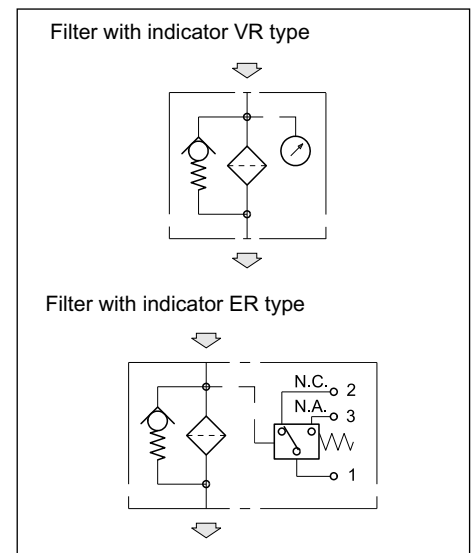 Filter with indicator VR type
Filter with indicator ER type
N.C. 2
N.A. 3
1